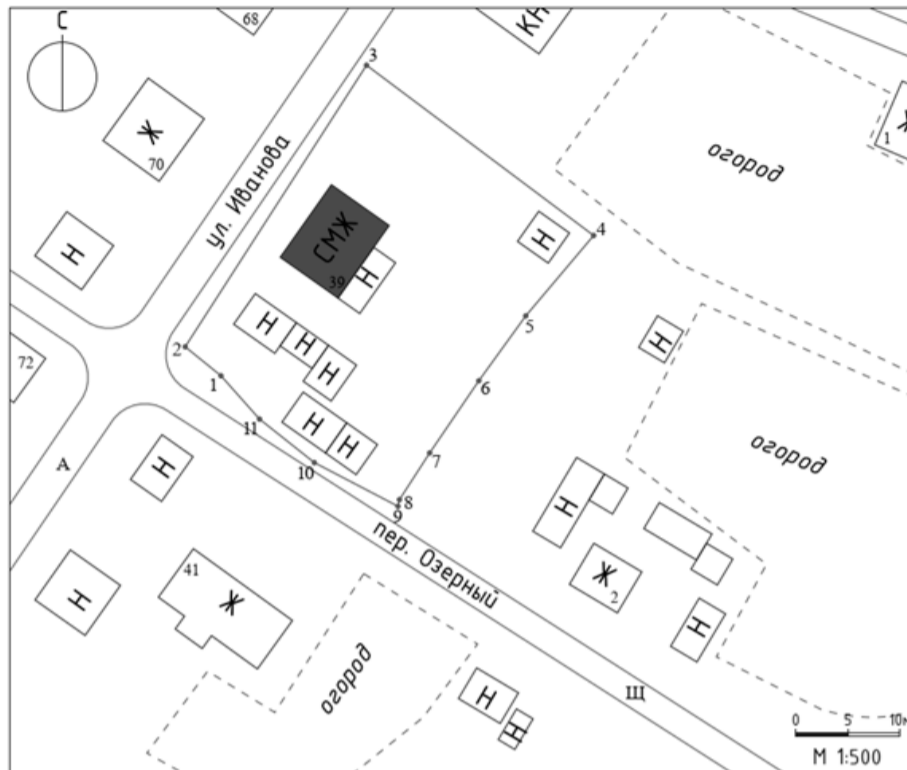 С
68
КН
3
Ж
70
ул. Иванова
огород
Ж
1
Н
СМЖ
39
Н
Н
4
Н
Н
Н
5
Н
2
72
1
6
Н
Н
11
огород
А
Н
10
7
8
9
Н
пер. Озерный
Ж
2
Н
41
Ж
Н
огород
Н
Щ
Н
0 5 10м
М 1:500